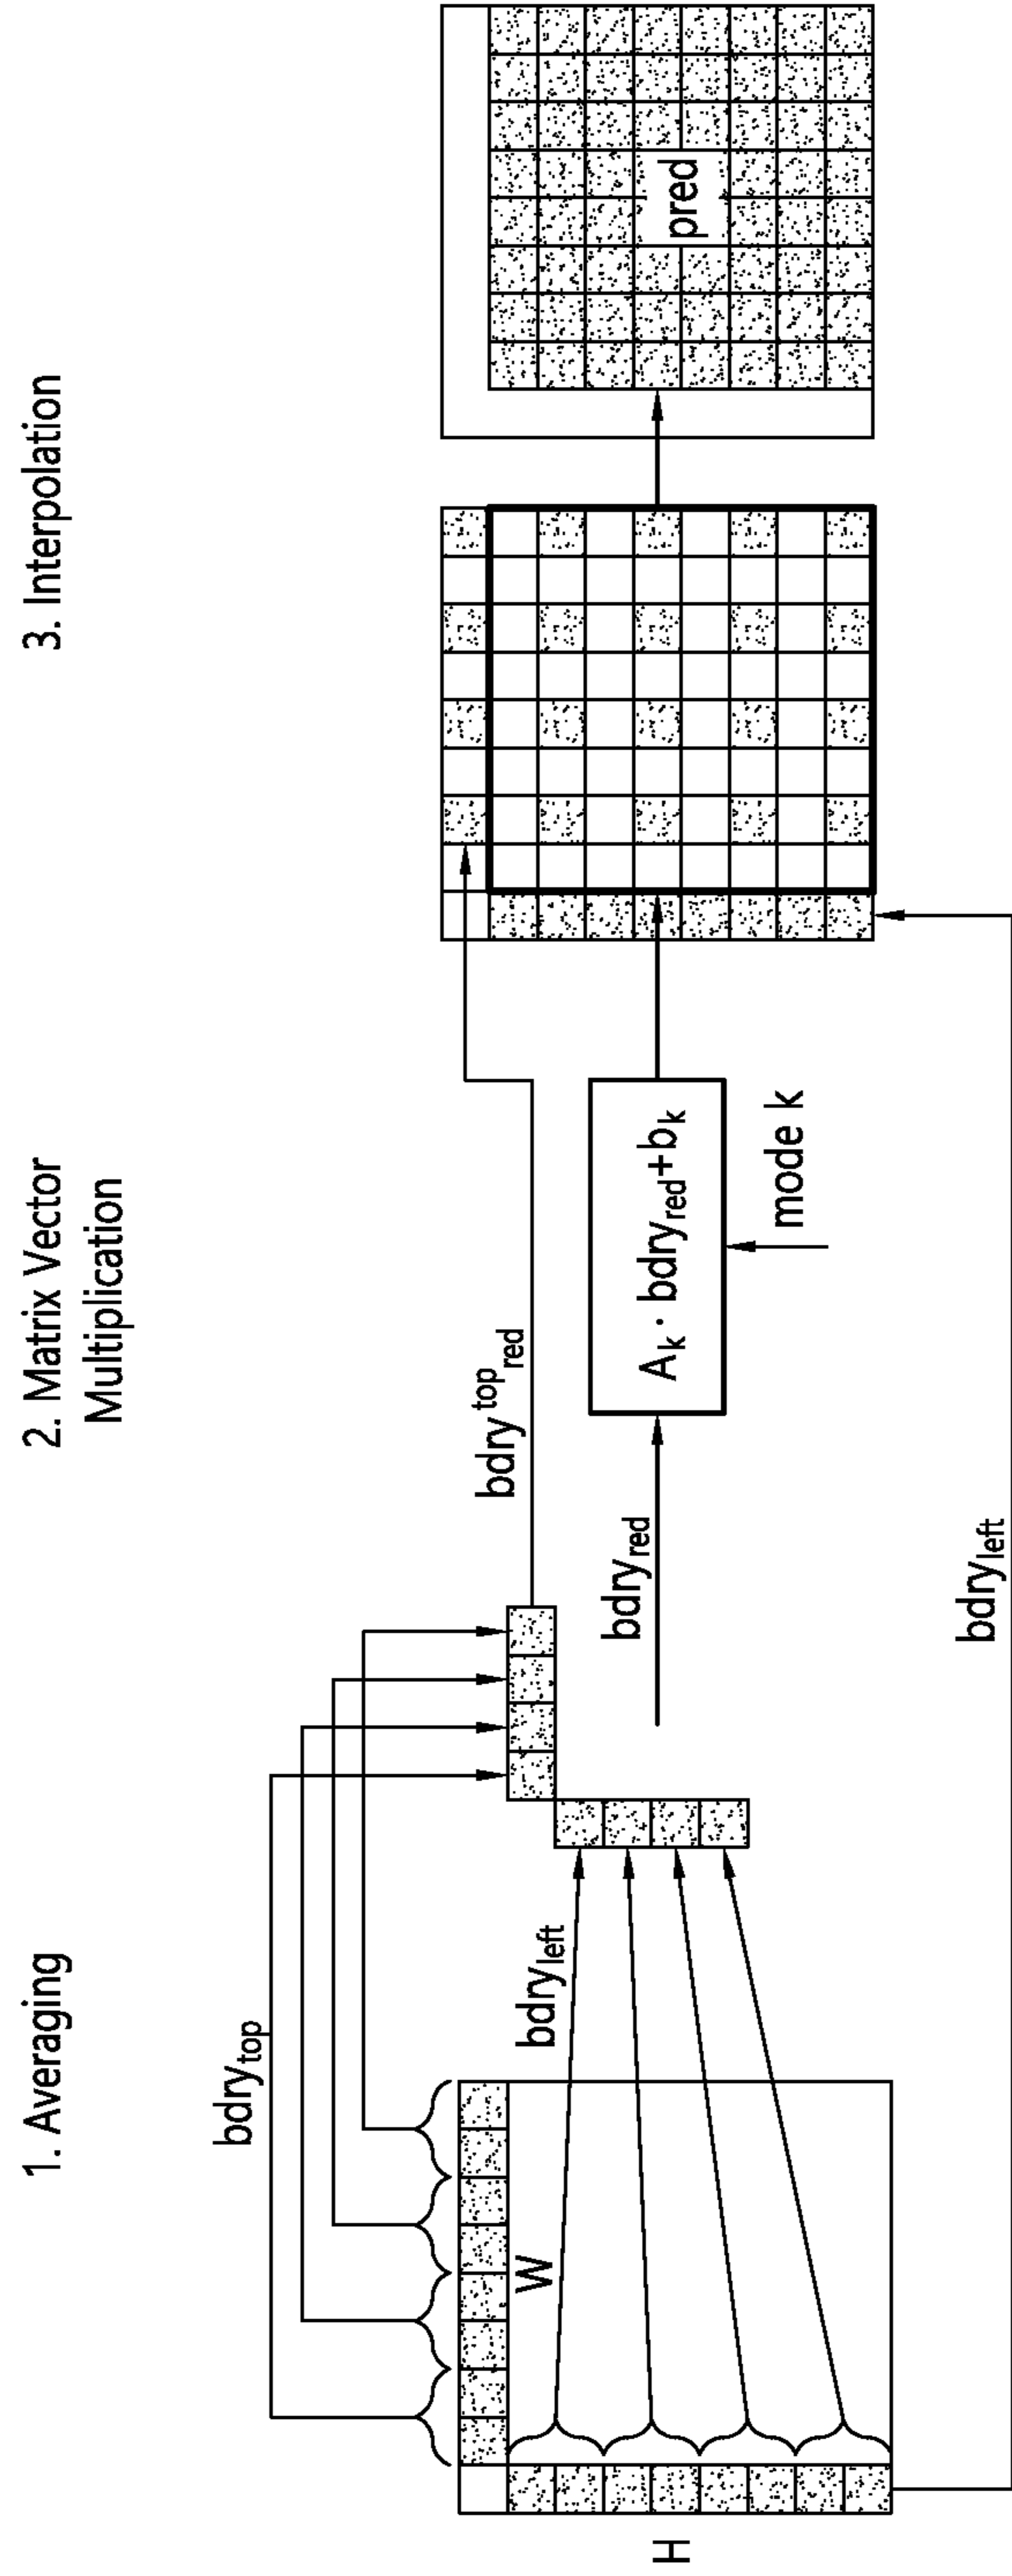 1. Averaging
2. Matrix Vector
Multiplication
3. Interpolation
bdry_top
bdry_left
W
H
bdry^top_red
bdry_red
A_k · bdry_red+b_k
mode k
bdry_left
pred